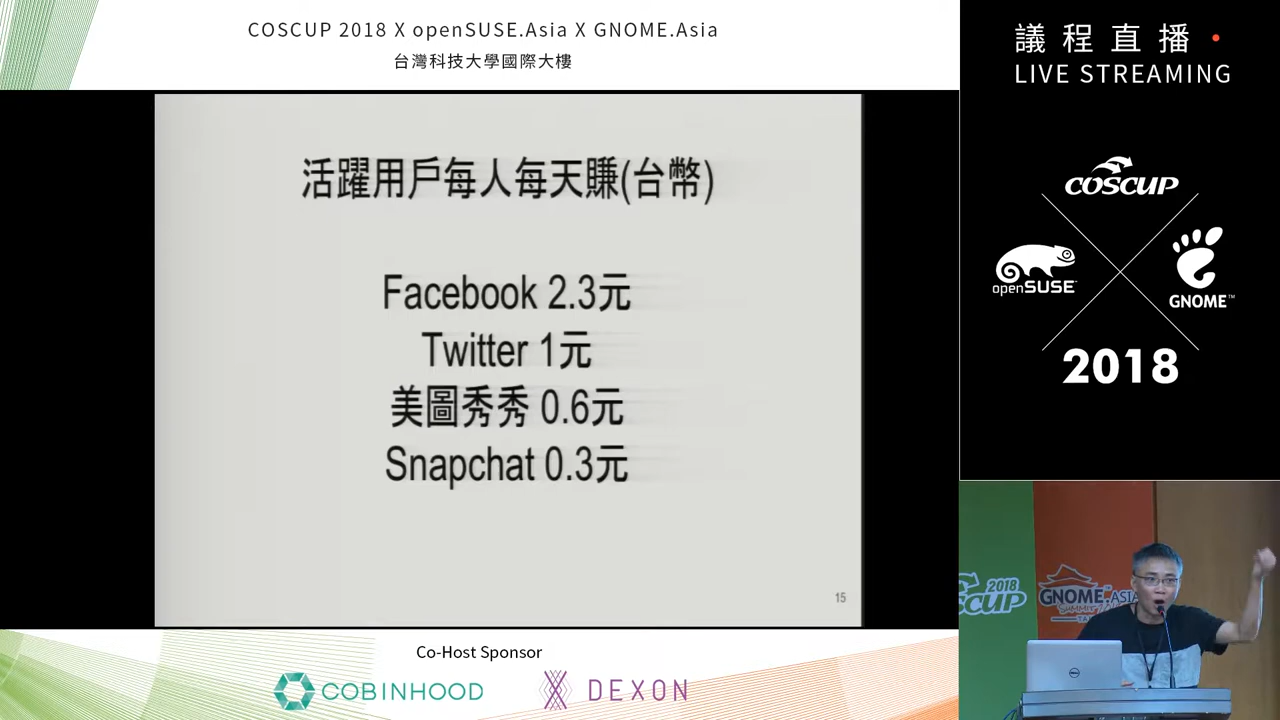 COSCUP 2018 X openSUSE.Asia X GNOME.Asia
台灣科技大學國際大樓
活躍用戶每人每天賺(台幣)
Facebook 2.3元
Twitter 1元
美圖秀秀 0.6元
Snapchat 0.3元
15
Co-Host Sponsor
COBINHOOD
DEXON
議程直播
LIVE STREAMING
COSCUP
openSUSE
GNOME™
2018
2018
GNOME.ASIA